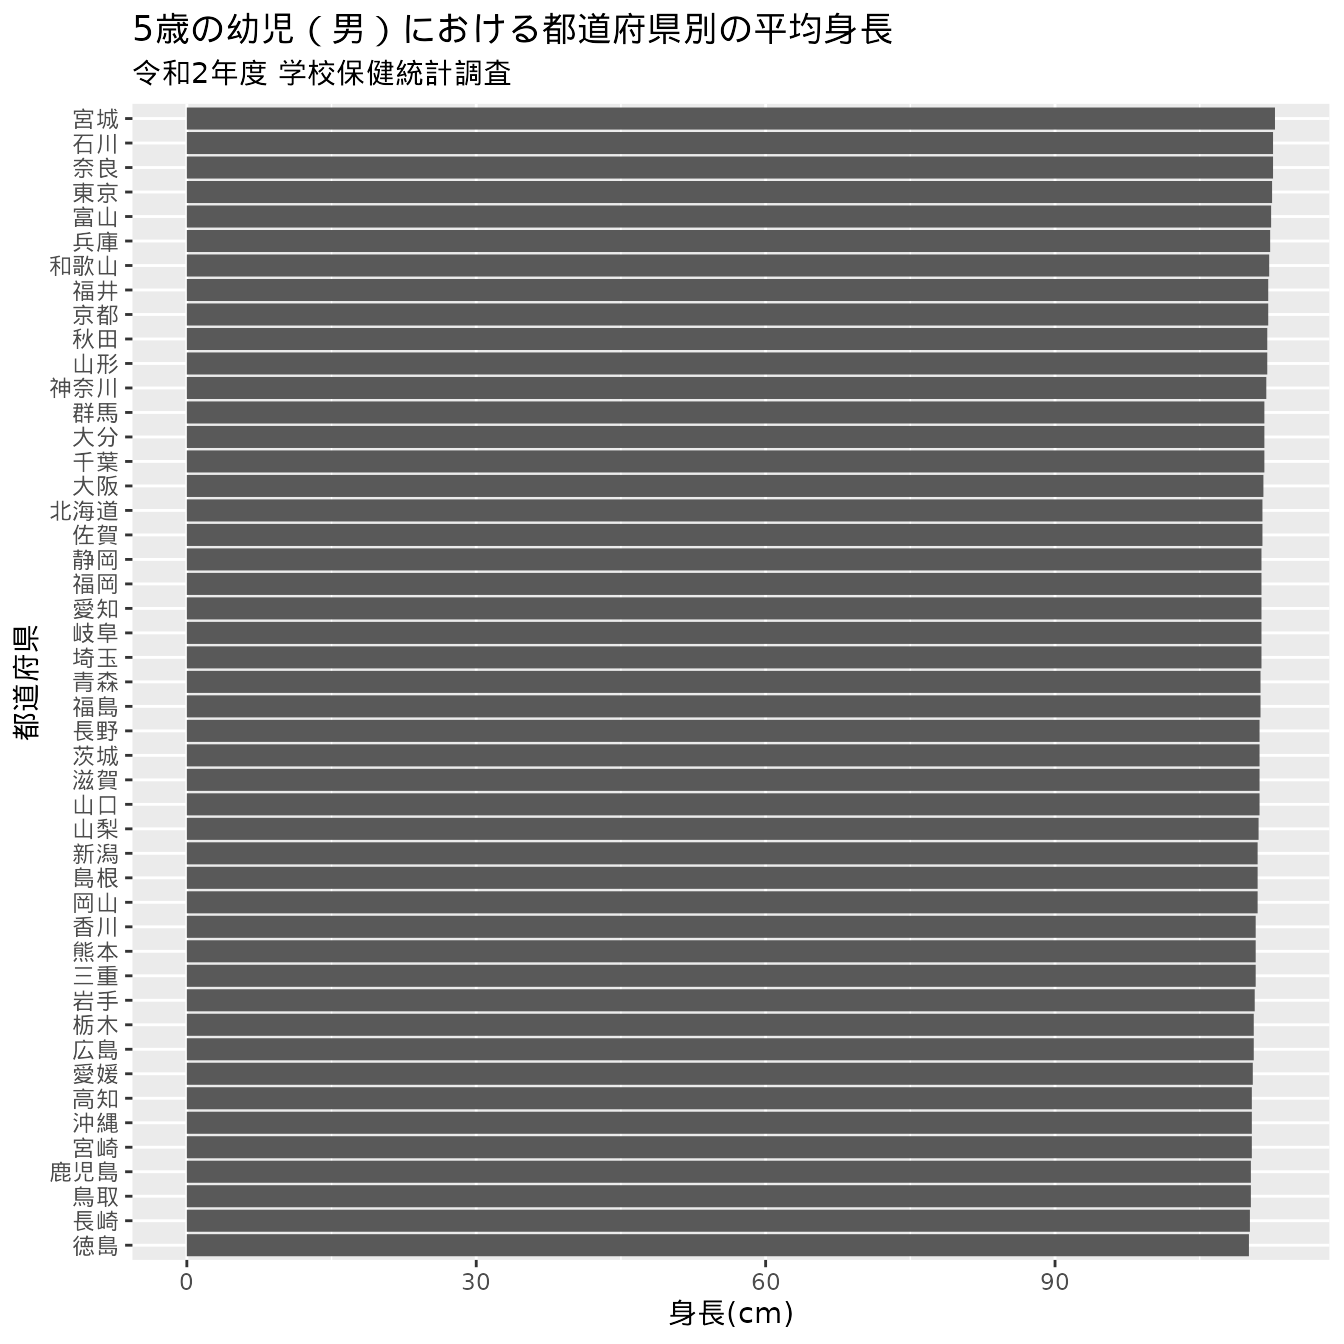 5歳の幼児（男）における都道府県別の平均身長
令和2年度 学校保健統計調査
宮城
石川
奈良
東京
富山
兵庫
和歌山
福井
京都
秋田
山形
神奈川
群馬
大分
千葉
大阪
北海道
佐賀
静岡
福岡
愛知
岐阜
埼玉
青森
福島
長野
茨城
滋賀
山口
山梨
新潟
島根
岡山
香川
熊本
三重
岩手
栃木
広島
愛媛
高知
沖縄
宮崎
鹿児島
鳥取
長崎
徳島
都道府県
0 30 60 90
身長(cm)